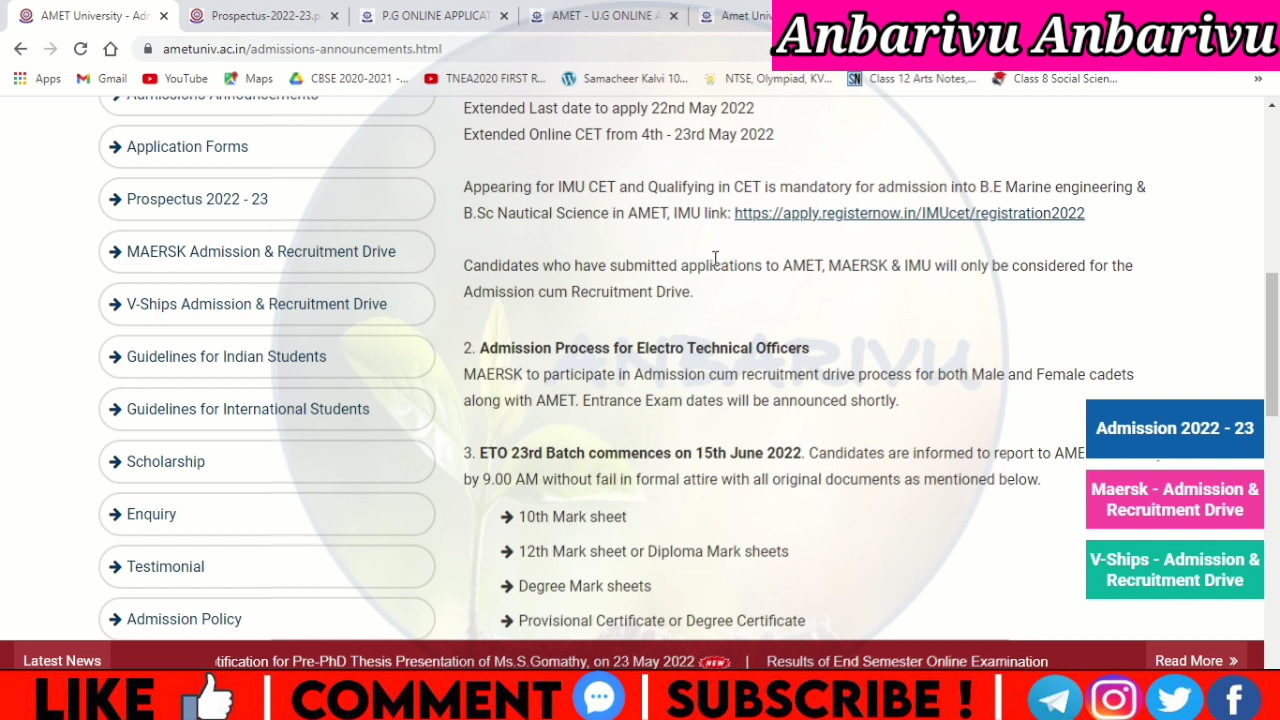 AMET University - Adm
Prospectus-2022-23.p
P.G ONLINE APPLICAT
AMET - U.G ONLINE A
Amet Univ
Anbarivu Anbarivu
ametuniv.ac.in/admissions-announcements.html
Apps
Gmail
YouTube
Maps
CBSE 2020-2021 -...
TNEA2020 FIRST R...
Samacheer Kalvi 10...
NTSE, Olympiad, KV...
Class 12 Arts Notes,...
Class 8 Social Scien...
»
Admissions Announcements
Application Forms
Prospectus 2022 - 23
MAERSK Admission & Recruitment Drive
V-Ships Admission & Recruitment Drive
Guidelines for Indian Students
Guidelines for International Students
Scholarship
Enquiry
Testimonial
Admission Policy
Extended Last date to apply 22nd May 2022
Extended Online CET from 4th - 23rd May 2022
Appearing for IMU CET and Qualifying in CET is mandatory for admission into B.E Marine engineering &
B.Sc Nautical Science in AMET, IMU link: https://apply.registernow.in/IMUcet/registration2022
Candidates who have submitted applications to AMET, MAERSK & IMU will only be considered for the
Admission cum Recruitment Drive.
ANBARIVU
2. Admission Process for Electro Technical Officers
MAERSK to participate in Admission cum recruitment drive process for both Male and Female cadets
along with AMET. Entrance Exam dates will be announced shortly.
3. ETO 23rd Batch commences on 15th June 2022. Candidates are informed to report to AME
by 9.00 AM without fail in formal attire with all original documents as mentioned below.
10th Mark sheet
12th Mark sheet or Diploma Mark sheets
Degree Mark sheets
Provisional Certificate or Degree Certificate
Admission 2022 - 23
Maersk - Admission &
Recruitment Drive
V-Ships - Admission &
Recruitment Drive
Latest News
tification for Pre-PhD Thesis Presentation of Ms.S.Gomathy, on 23 May 2022 NEW | Results of End Semester Online Examination
Read More »
LIKE | COMMENT | SUBSCRIBE ! |